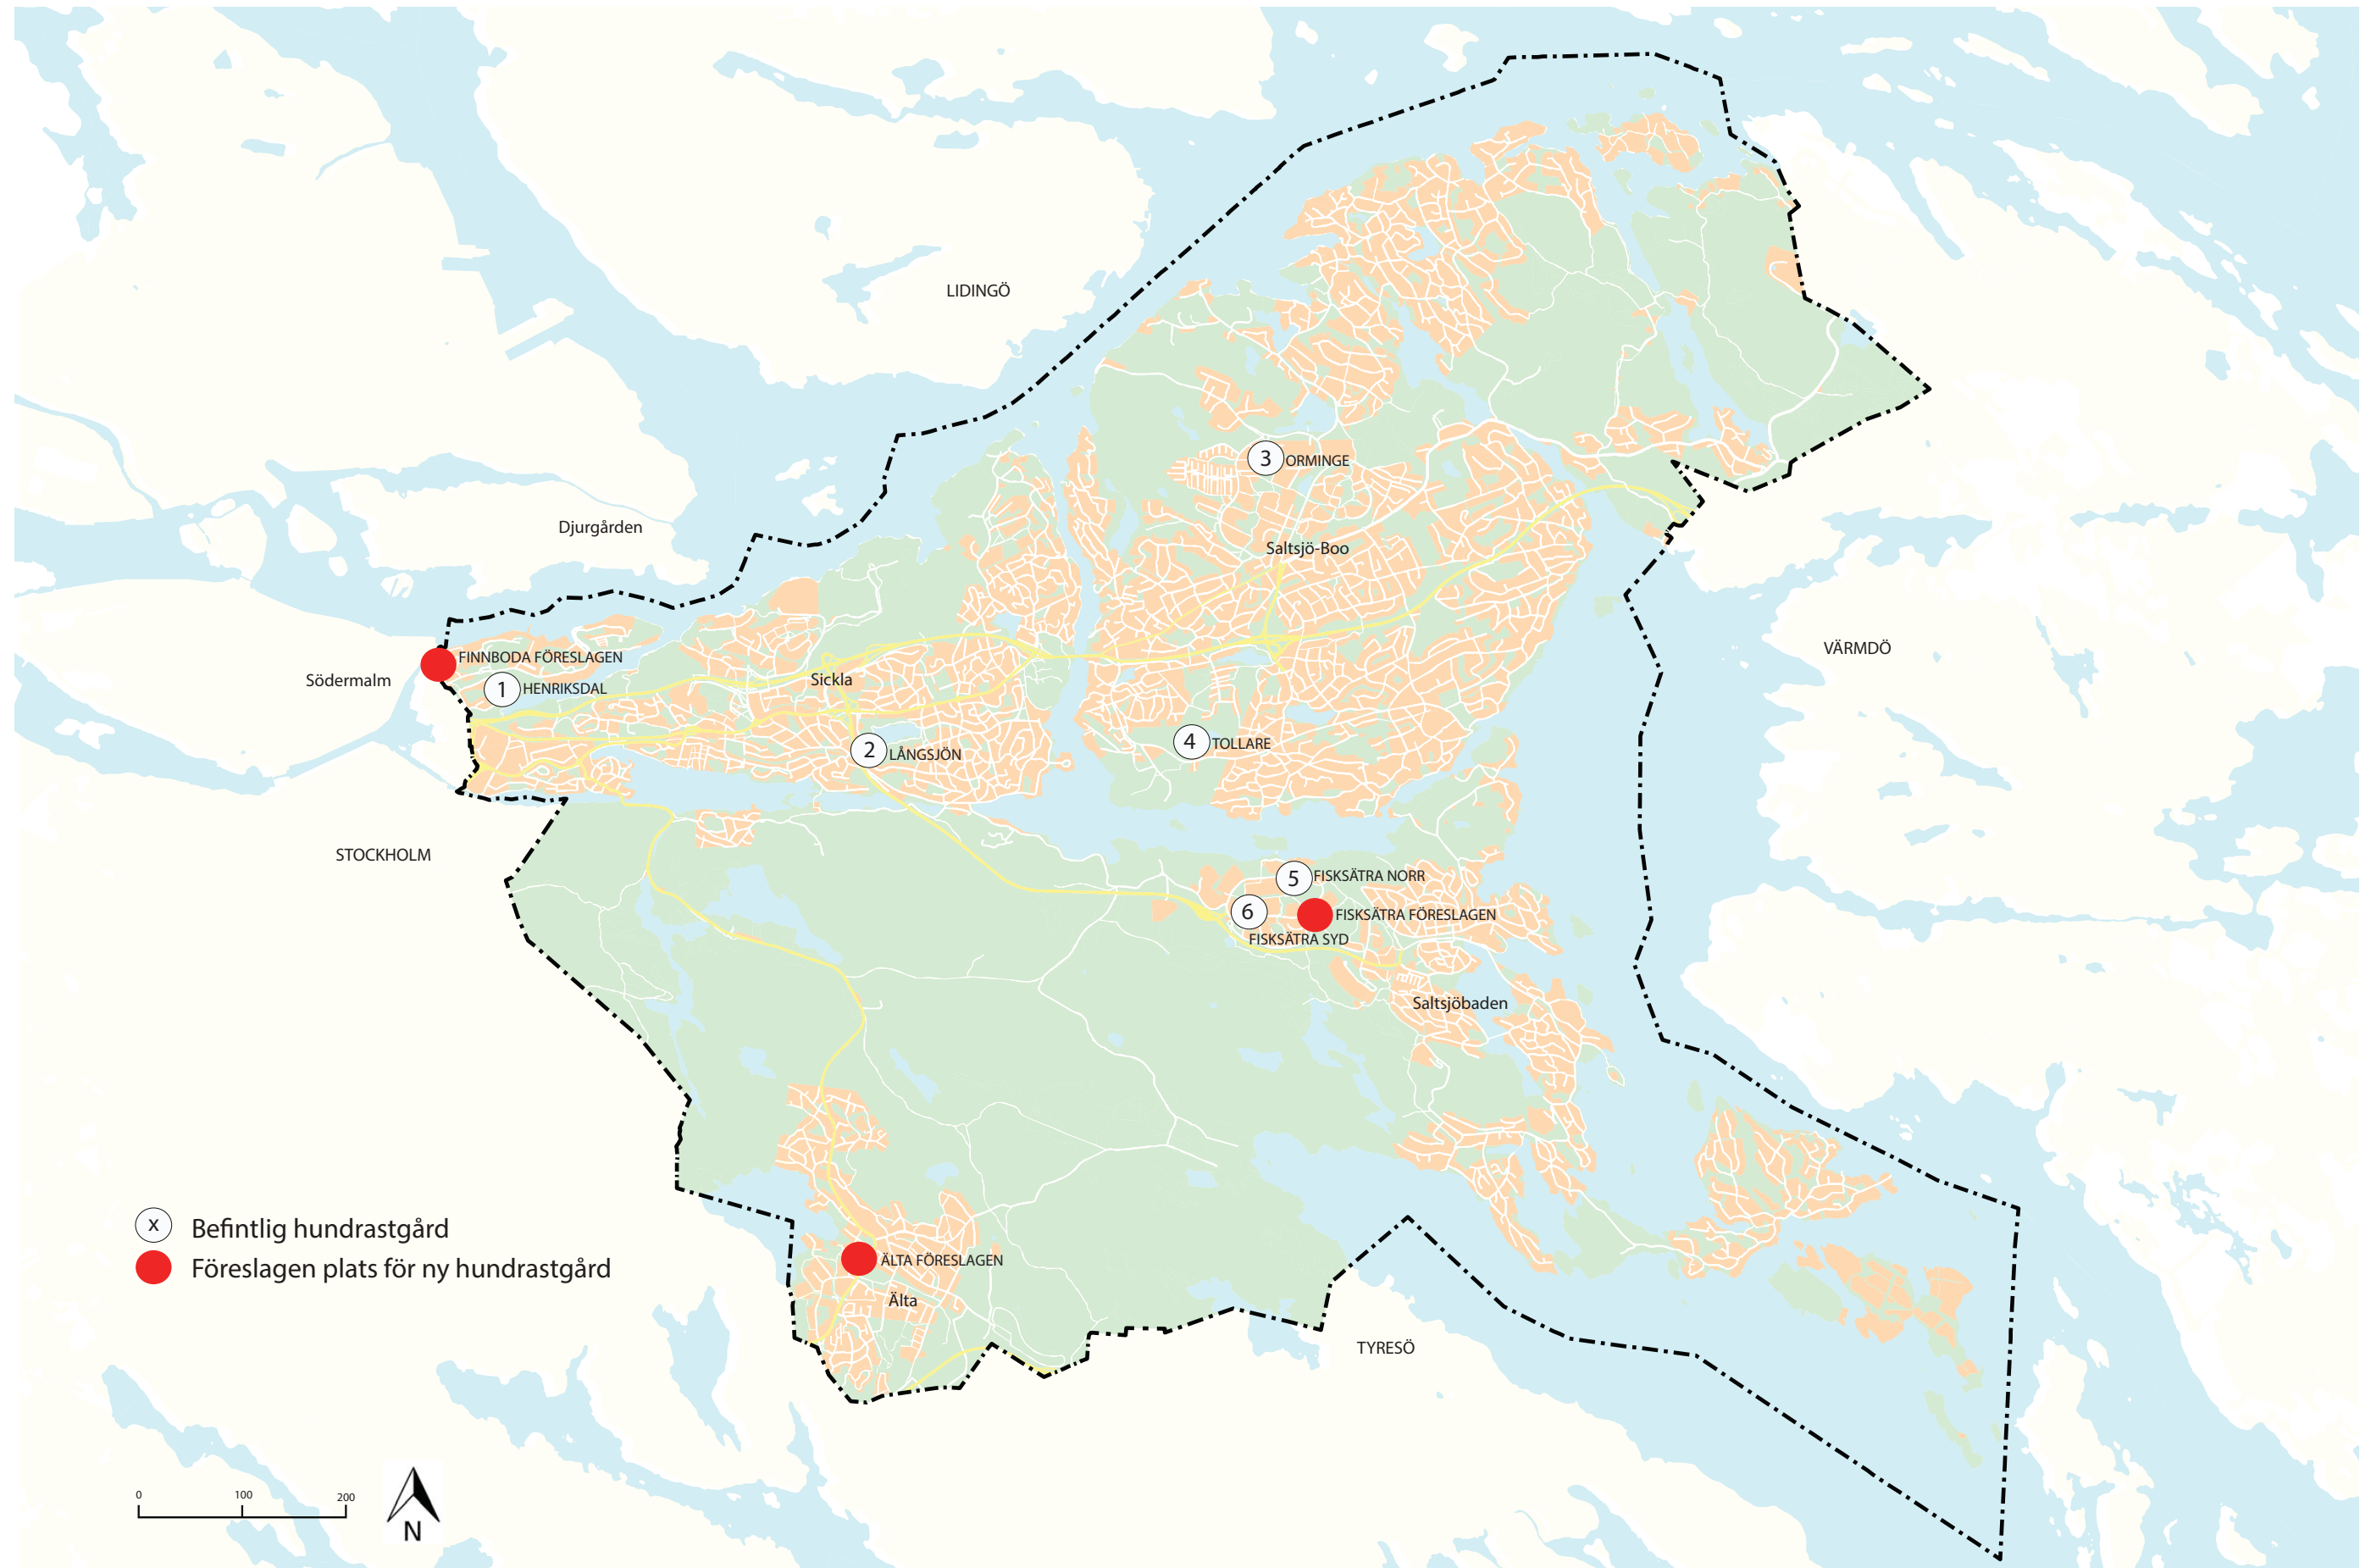 LIDINGÖ
3 ORMINGE
Djurgården
Saltsjö-Boo
FINNBODA FÖRESLAGEN
Södermalm
1 HENRIKSDAL
Sickla
VÄRMDÖ
2 LÅNGSJÖN
4 TOLLARE
STOCKHOLM
5 FISKSÄTRA NORR
6
FISKSÄTRA FÖRESLAGEN
FISKSÄTRA SYD
Saltsjöbaden
x Befintlig hundrastgård
Föreslagen plats för ny hundrastgård
ÄLTA FÖRESLAGEN
Älta
TYRESÖ
0 100 200
N